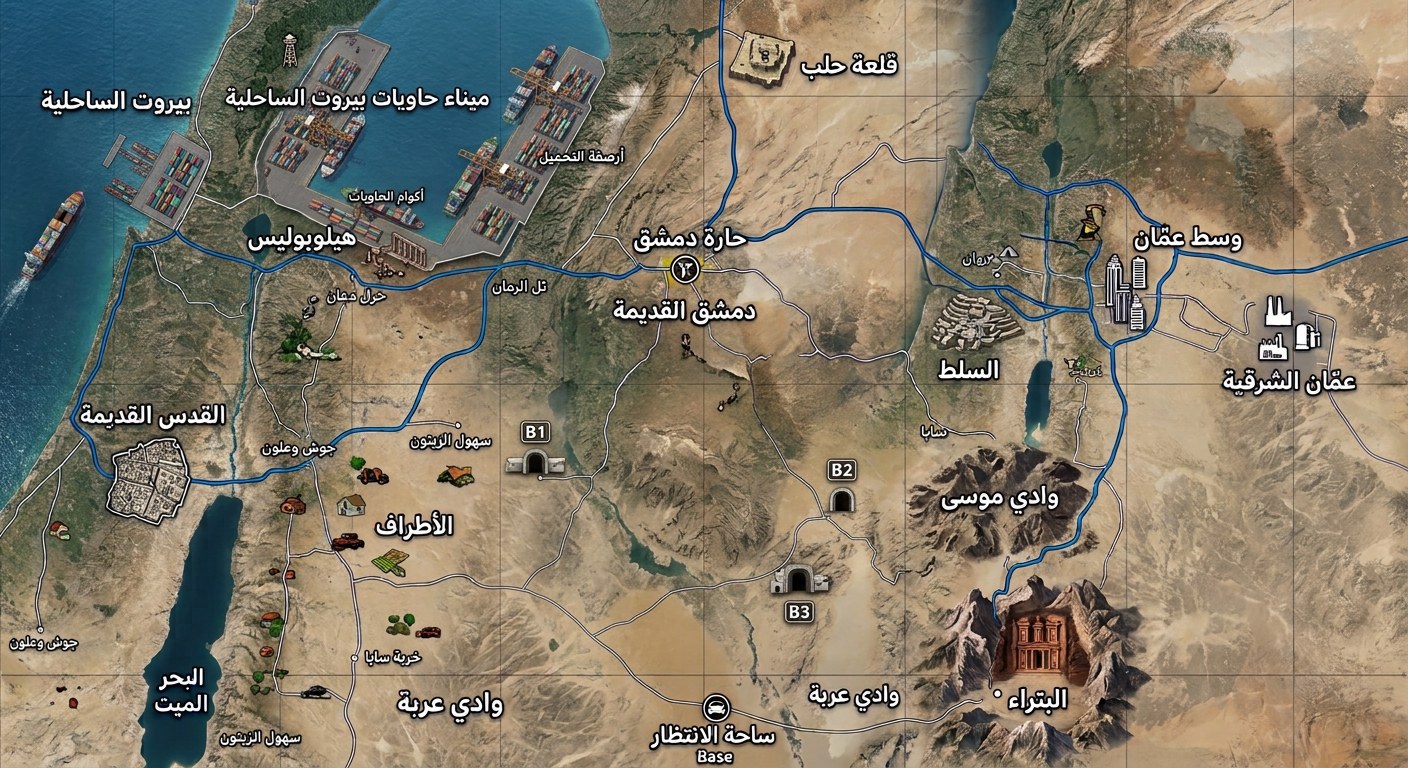 قلعة حلب
بيروت الساحلية
ميناء حاويات بيروت الساحلية
أرصفة التحميل
أكوام الحاويات
هيلوبوليس
حارة دمشق
وسط عمّان
تل الرمان
دمشق القديمة
السلط
عمّان الشرقية
القدس القديمة
سهول الزيتون
B1
جوش وعلون
سابا
B2
وادي موسى
الأطراف
B3
جوش وعلون
خربة سابا
البحر
الميت
وادي عربة
وادي عربة
البتراء
ساحة الانتظار
Base
سهول الزيتون